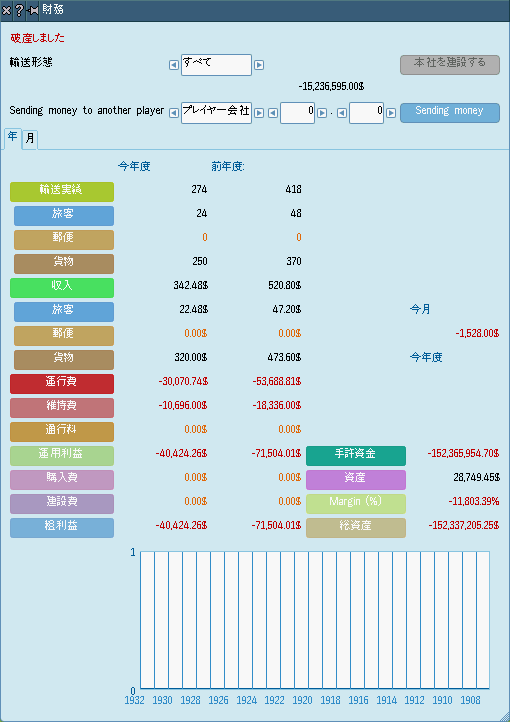 財務
破産しました
輸送形態 すべて 本社を建設する
-15,236,595.00$
Sending money to another player プレイヤー会社 0 . 0 Sending money
年 月
今年度 前年度:
輸送実績 274 418
旅客 24 48
郵便 0 0
貨物 250 370
収入 342.48$ 520.80$
旅客 22.48$ 47.20$ 今月
郵便 0.00$ 0.00$ -1,528.00$
貨物 320.00$ 473.60$ 今年度
運行費 -30,070.74$ -53,688.81$
維持費 -10,696.00$ -18,336.00$
通行料 0.00$ 0.00$
運用利益 -40,424.26$ -71,504.01$ 手許資金 -152,365,954.70$
購入費 0.00$ 0.00$ 資産 28,749.45$
建設費 0.00$ 0.00$ Margin (%) -11,803.39%
粗利益 -40,424.26$ -71,504.01$ 総資産 -152,337,205.25$
1
0
1932 1930 1928 1926 1924 1922 1920 1918 1916 1914 1912 1910 1908